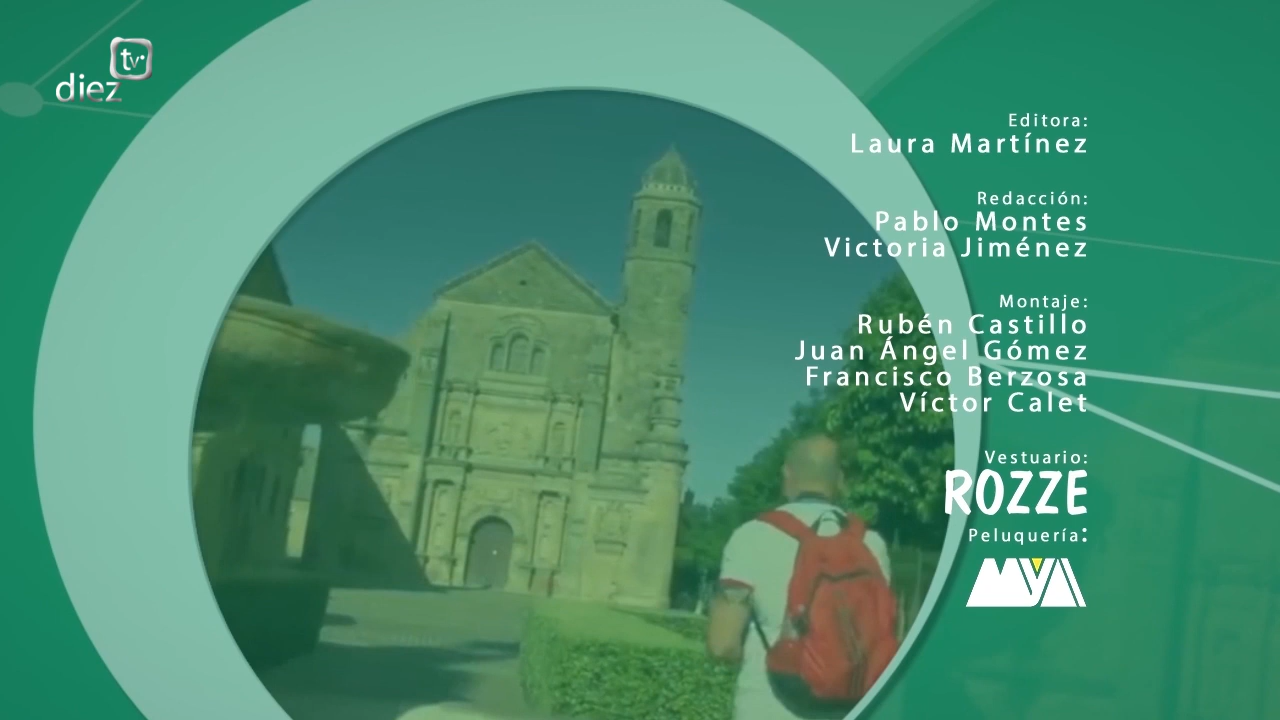 diez tv
Editora:
Laura Martínez
Redacción:
Pablo Montes
Victoria Jiménez
Montaje:
Rubén Castillo
Juan Ángel Gómez
Francisco Berzosa
Víctor Calet
Vestuario:
ROZZE
Peluquería:
MYA